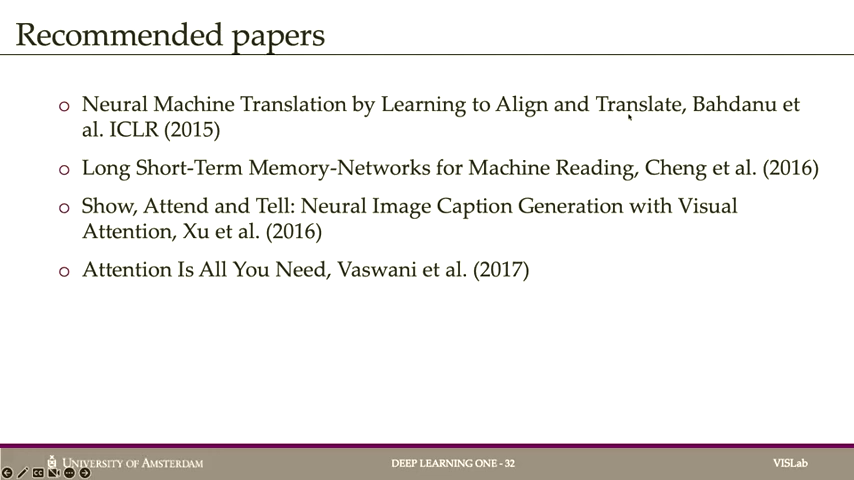 Recommended papers
Neural Machine Translation by Learning to Align and Translate, Bahdanu et
al. ICLR (2015)
Long Short-Term Memory-Networks for Machine Reading, Cheng et al. (2016)
Show, Attend and Tell: Neural Image Caption Generation with Visual
Attention, Xu et al. (2016)
Attention Is All You Need, Vaswani et al. (2017)
UNIVERSITY OF AMSTERDAM
DEEP LEARNING ONE - 32
VISLab